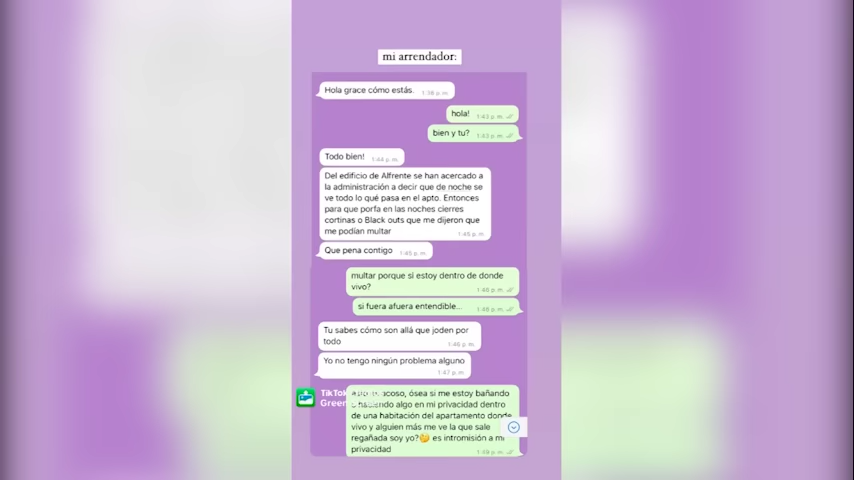 mi arrendador:
Hola grace cómo estás.
1:38 p. m.
hola!
1:43 p. m.
bien y tu?
1:43 p. m.
Todo bien!
1:44 p. m.
Del edificio de Alfrente se han acercado a
la administración a decir que de noche se
ve todo lo qué pasa en el apto. Entonces
para que porfa en las noches cierres
cortinas o Black outs que me dijeron que
me podían multar
1:45 p. m.
Que pena contigo
1:45 p. m.
multar porque si estoy dentro de donde
vivo?
1:46 p. m.
si fuera afuera entendible...
1:46 p. m.
Tu sabes cómo son allá que joden por
todo
1:46 p. m.
Yo no tengo ningún problema alguno
1:47 p. m.
TikTok
Green
acoso, ósea si me estoy bañando
haciendo algo en mi privacidad dentro
de una habitación del apartamento donde
vivo y alguien más me ve la que sale
regañada soy yo?🤔 es intromisión a mi
privacidad
1:49 p. m.